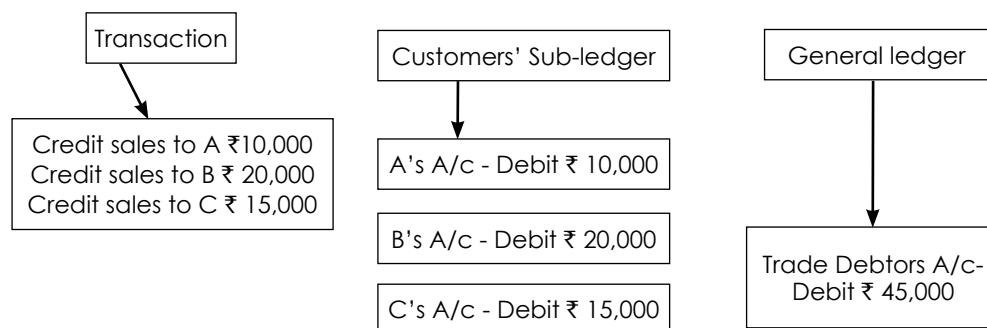 Transaction
Credit sales to A ₹10,000
Credit sales to B ₹ 20,000
Credit sales to C ₹ 15,000
Customers’ Sub-ledger
A’s A/c - Debit ₹ 10,000
B’s A/c - Debit ₹ 20,000
C’s A/c - Debit ₹ 15,000
General ledger
Trade Debtors A/c-
Debit ₹ 45,000